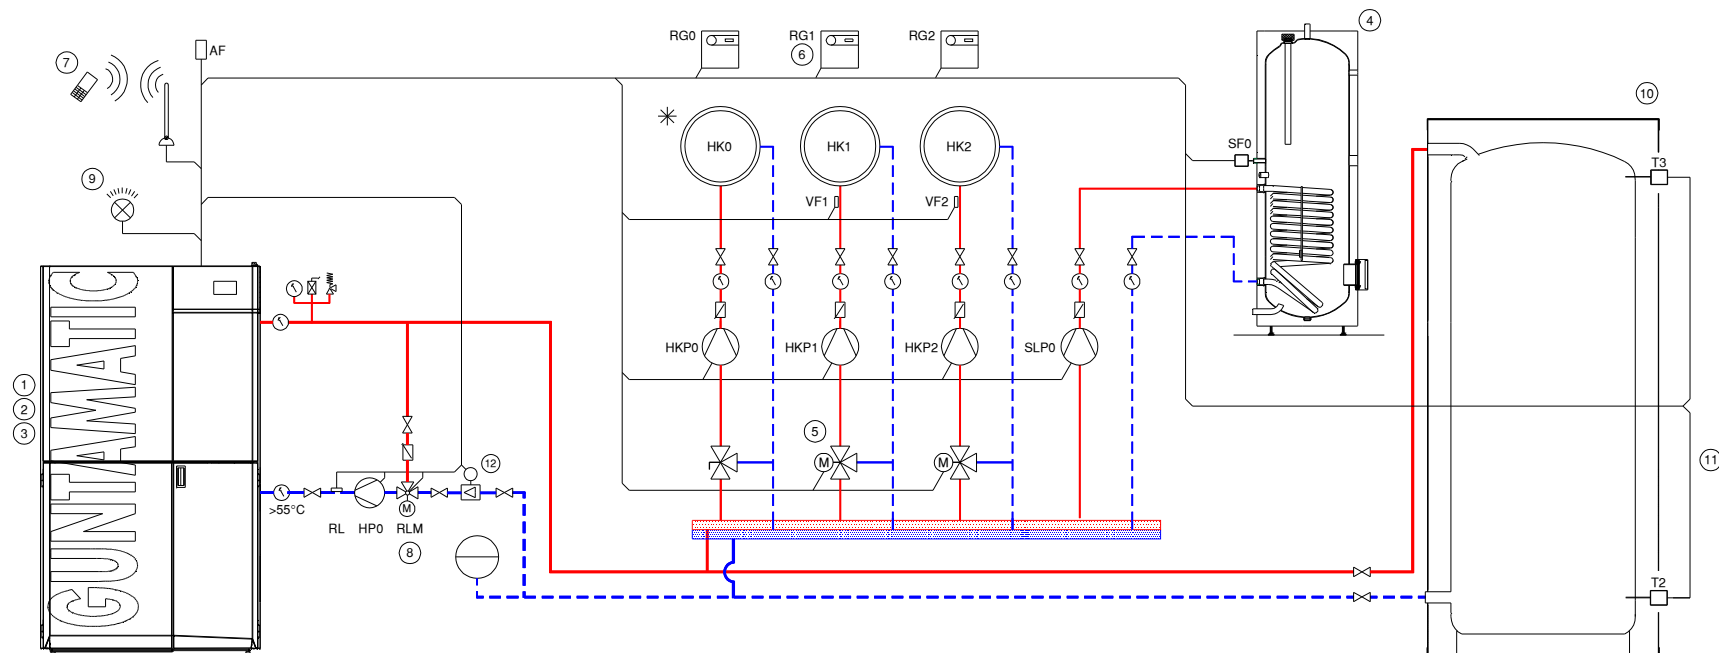 4
RG0
RG1
RG2
AF
6
7
10
HK0
HK1
HK2
SF0
T3
9
VF1
VF2
GUNTAMATIC
HKP0
HKP1
HKP2
SLP0
1
2
3
5
M
M
12
11
>55°C
M
RL
HP0
RLM
8
T2